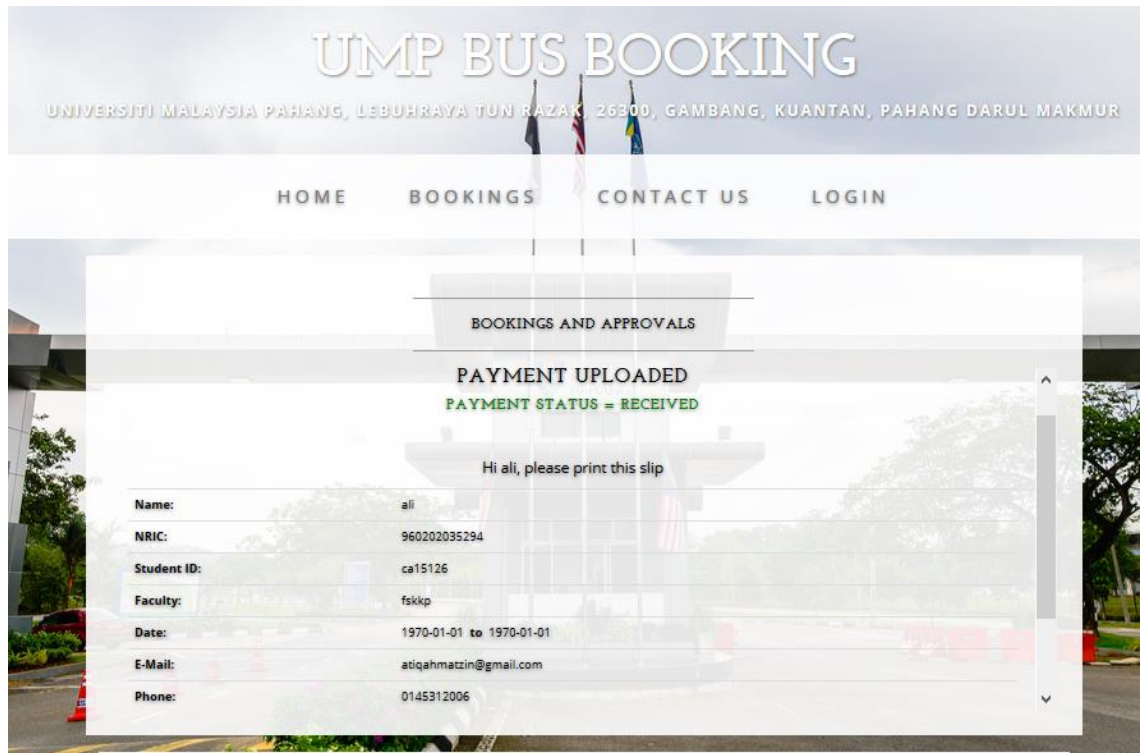 UMP BUS BOOKING
UNIVERSITI MALAYSIA PAHANG, LEBUHRAYA TUN RAZAK, 26300, GAMBANG, KUANTAN, PAHANG DARUL MAKMUR
HOME BOOKINGS CONTACT US LOGIN
BOOKINGS AND APPROVALS
PAYMENT UPLOADED
PAYMENT STATUS = RECEIVED
Hi ali, please print this slip
Name: ali
NRIC: 960202035294
Student ID: ca15126
Faculty: fskkp
Date: 1970-01-01 to 1970-01-01
E-Mail: atiqahmatzin@gmail.com
Phone: 0145312006